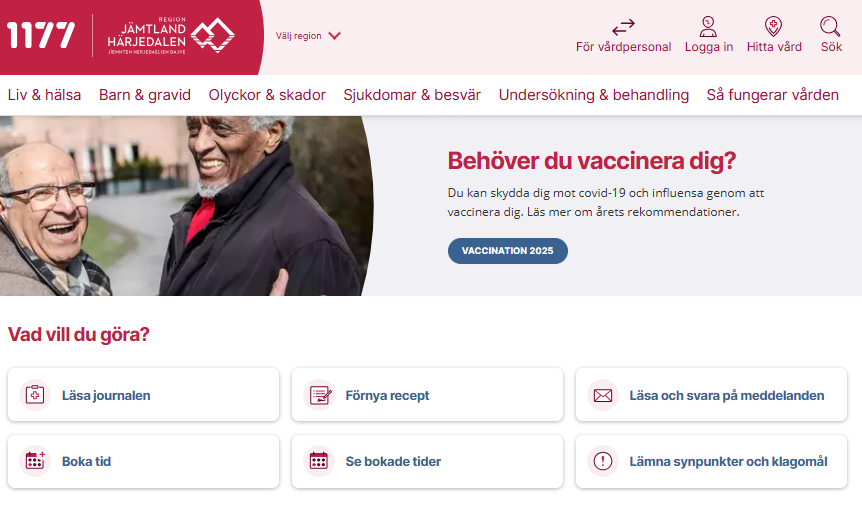 1177
REGION
JÄMTLAND
HÄRJEDALEN
JIEMHTEN HERJEDAELIEN DAJVE
Välj region
För vårdpersonal
Logga in
Hitta vård
Sök
Liv & hälsa
Barn & gravid
Olyckor & skador
Sjukdomar & besvär
Undersökning & behandling
Så fungerar vården
Behöver du vaccinera dig?
Du kan skydda dig mot covid-19 och influensa genom att
vaccinera dig. Läs mer om årets rekommendationer.
VACCINATION 2025
Vad vill du göra?
Läsa journalen
Förnya recept
Läsa och svara på meddelanden
Boka tid
Se bokade tider
Lämna synpunkter och klagomål